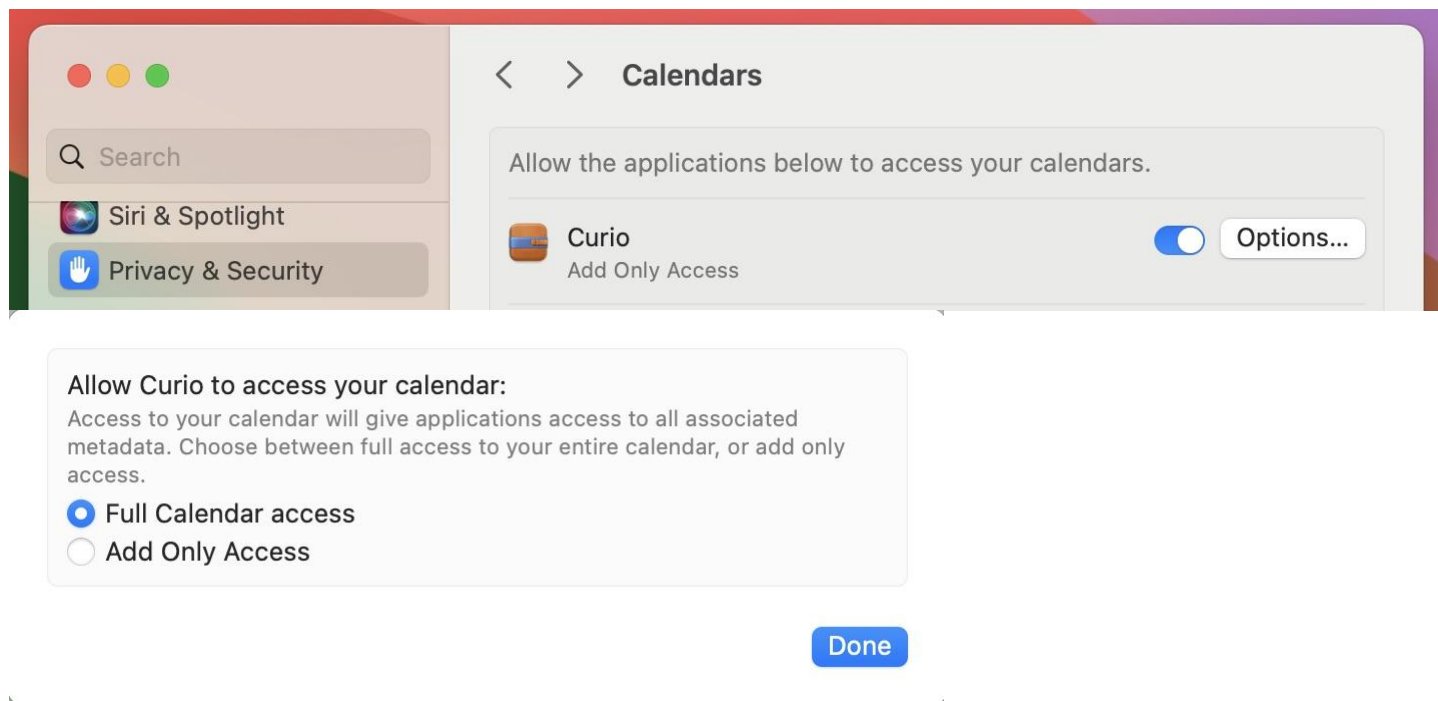 Calendars
Search
Allow the applications below to access your calendars.
Siri & Spotlight
Curio
Options...
Add Only Access
Privacy & Security
Allow Curio to access your calendar:
Access to your calendar will give applications access to all associated
metadata. Choose between full access to your entire calendar, or add only
access.
Full Calendar access
Add Only Access
Done